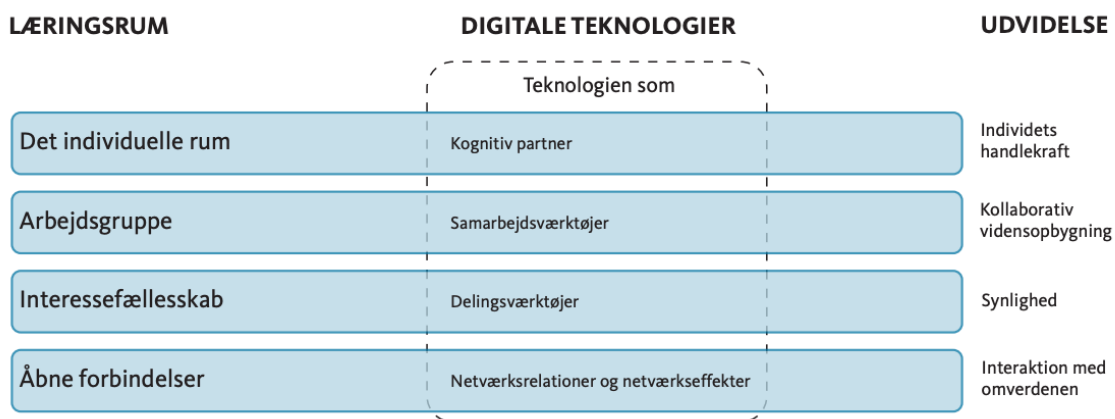 LÆRINGSRUM
DIGITALE TEKNOLOGIER
UDVIDELSE
Teknologien som
Det individuelle rum
Kognitiv partner
Individets
handlekraft
Arbejdsgruppe
Samarbejdsværktøjer
Kollaborativ
vidensopbygning
Interessefællesskab
Delingsværktøjer
Synlighed
Åbne forbindelser
Netværksrelationer og netværkseffekter
Interaktion med
omverdenen